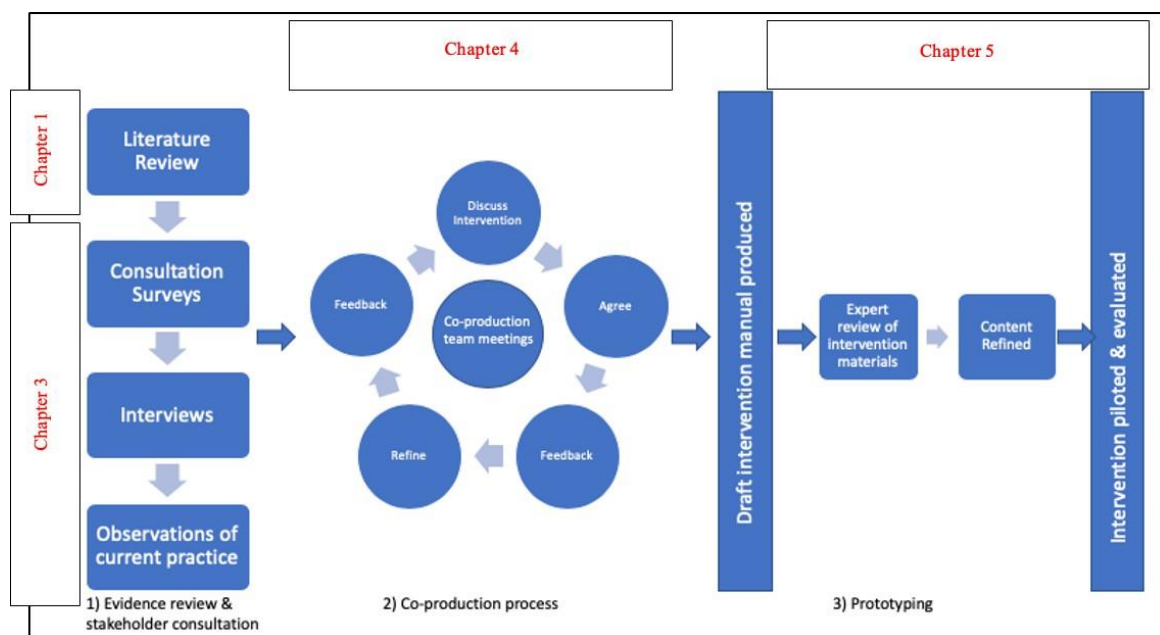 Chapter 4
Chapter 5
Chapter 1
Chapter 3
Literature
Review
Consultation
Surveys
Interviews
Observations of
current practice
1) Evidence review &
stakeholder consultation
Discuss
Intervention
Agree
Feedback
Refine
Feedback
Co-production
team meetings
2) Co-production process
Draft intervention manual produced
Expert
review of
intervention
materials
Content
Refined
3) Prototyping
Intervention piloted & evaluated